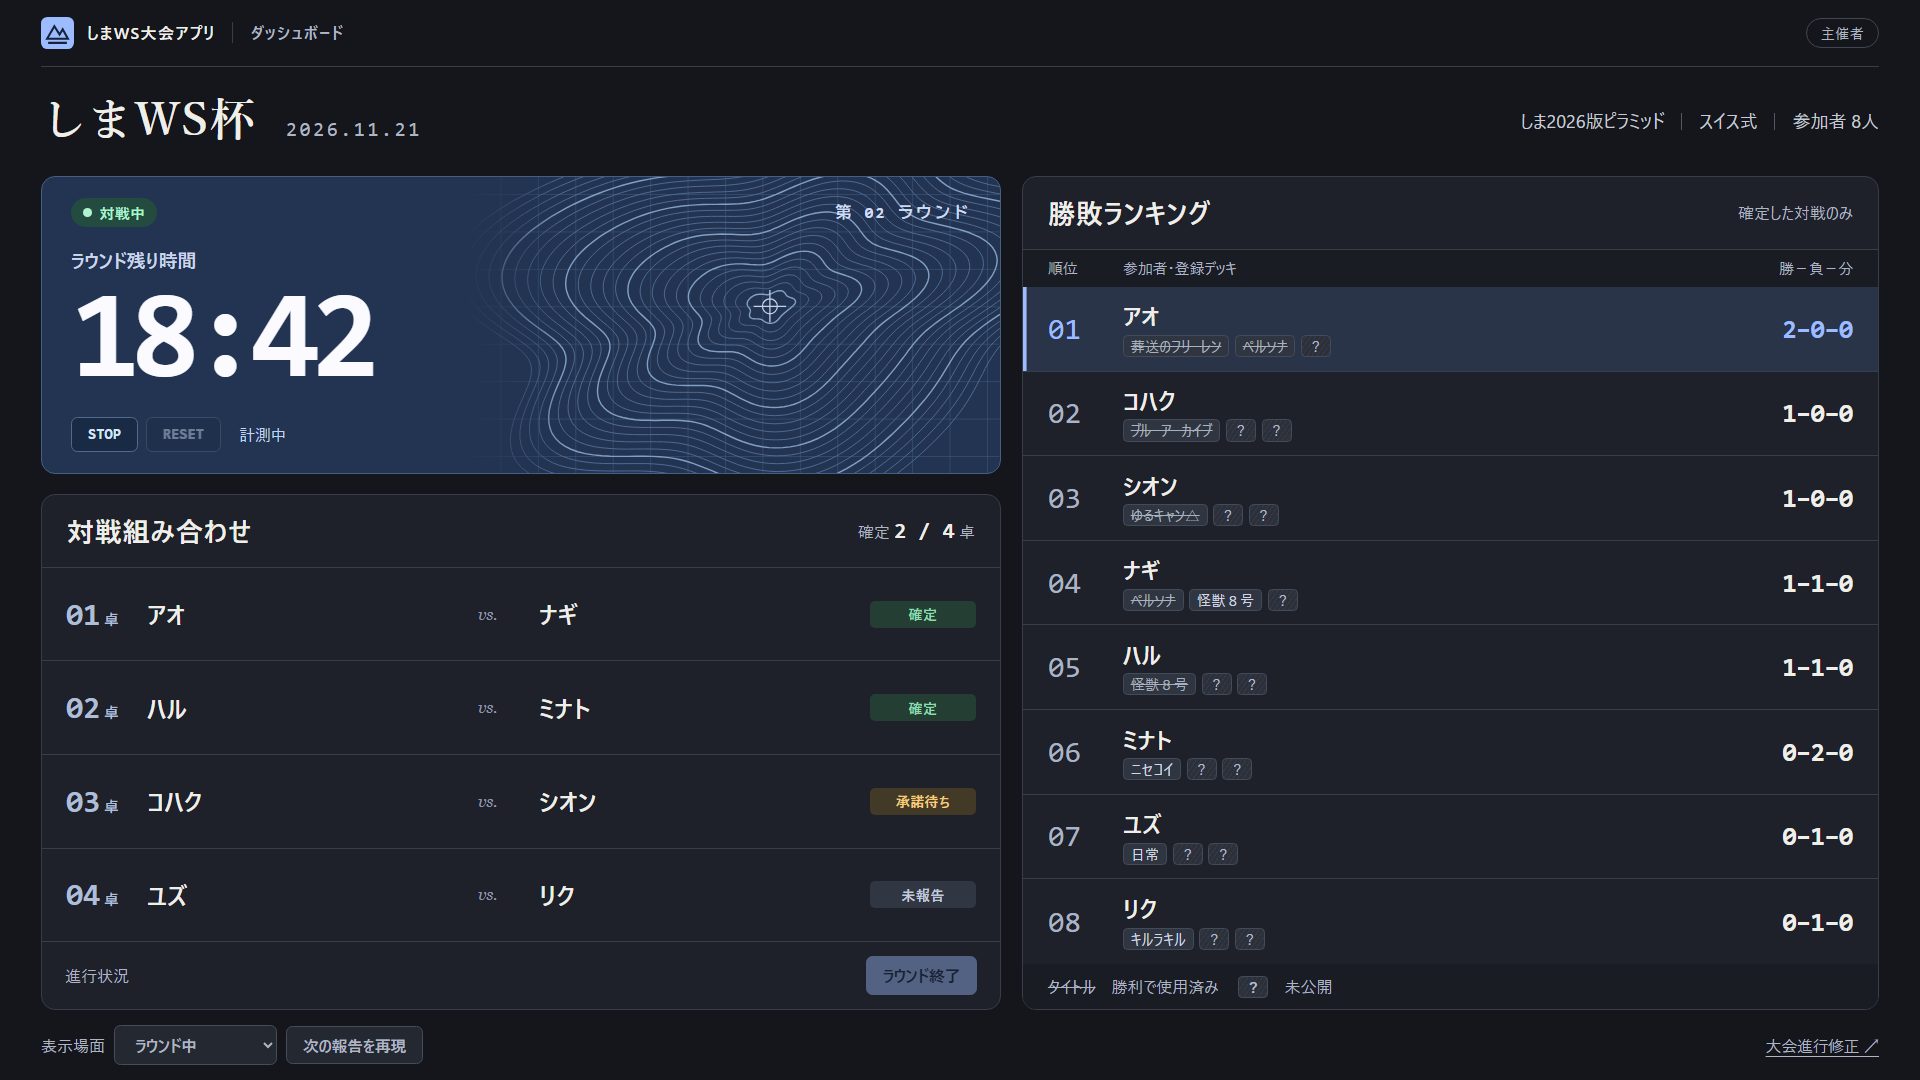 しまWS大会アプリ
ダッシュボード
主催者
しまWS杯
2026.11.21
しま2026版ピラミッド
スイス式
参加者 8人
対戦中
第 02 ラウンド
ラウンド残り時間
18:42
STOP
RESET
計測中
対戦組み合わせ
確定 2 / 4 卓
01 卓 アオ vs. ナギ 確定
02 卓 ハル vs. ミナト 確定
03 卓 コハク vs. シオン 承諾待ち
04 卓 ユズ vs. リク 未報告
進行状況
ラウンド終了
勝敗ランキング
確定した対戦のみ
順位 参加者・登録デッキ 勝－負－分
01 アオ 2-0-0
葬送のフリーレン ペルソナ ?
02 コハク 1-0-0
ブルーアーカイブ ? ?
03 シオン 1-0-0
ゆるキャン△ ? ?
04 ナギ 1-1-0
ペルソナ 怪獣８号 ?
05 ハル 1-1-0
怪獣８号 ? ?
06 ミナト 0-2-0
ニセコイ ? ?
07 ユズ 0-1-0
日常 ? ?
08 リク 0-1-0
キルラキル ? ?
タイトル 勝利で使用済み ? 未公開
表示場面
ラウンド中
次の報告を再現
大会進行修正 ↗